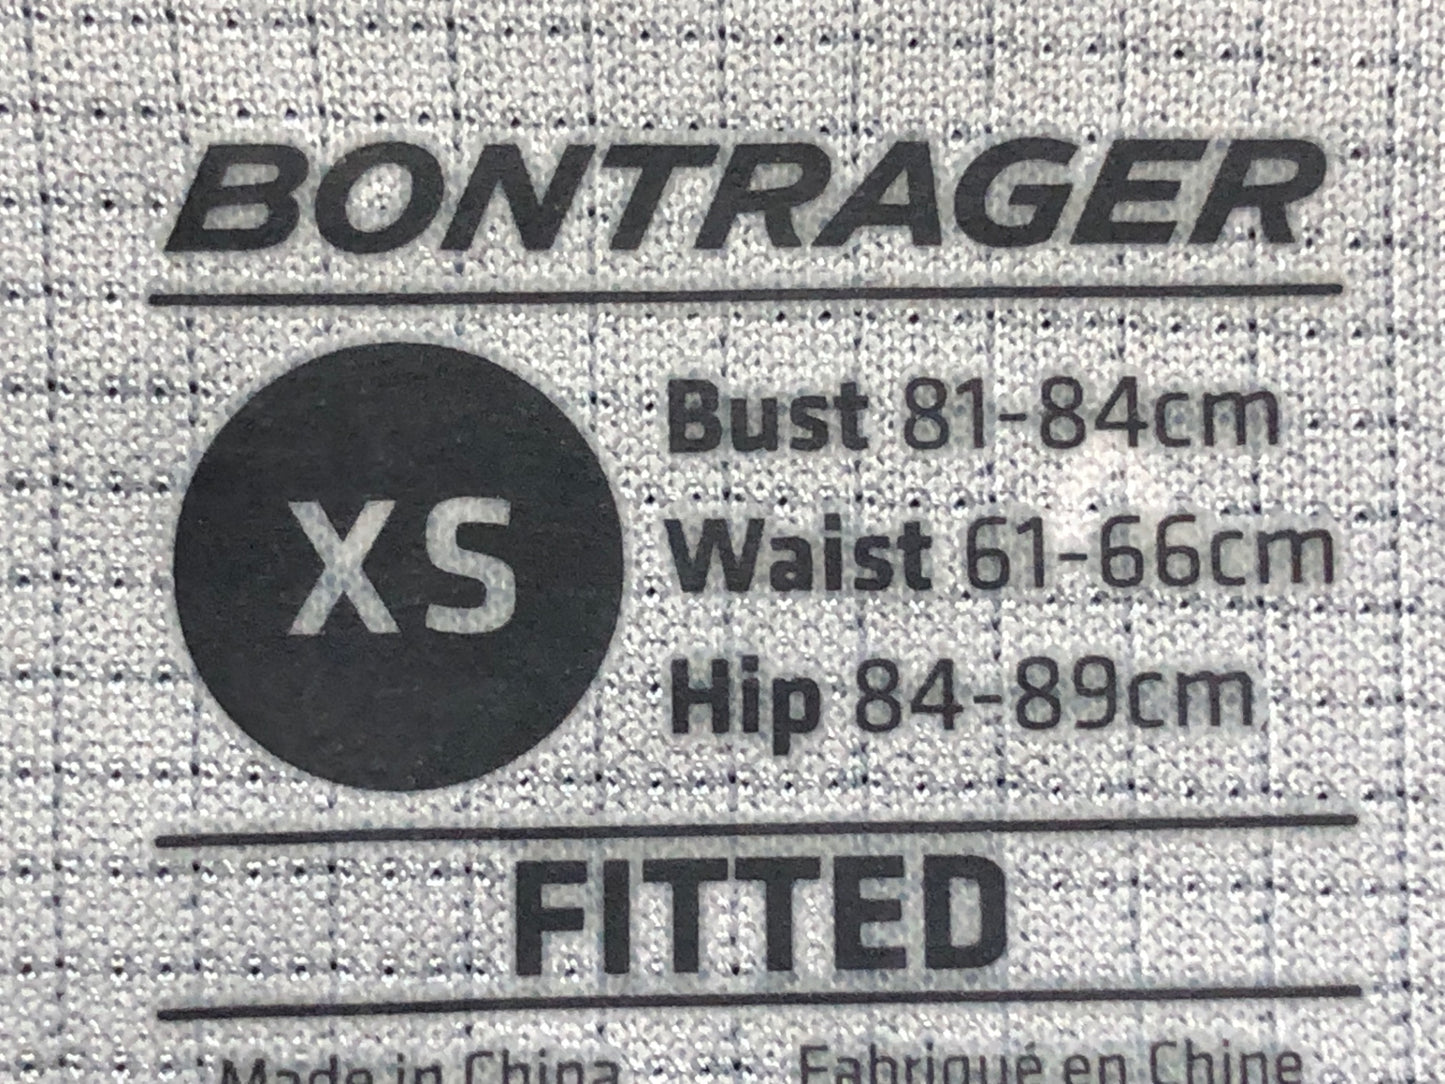 BONTRAGER
XS
Bust 81-84cm
Waist 61-66cm
Hip 84-89cm
FITTED
Made in China Fabriqué en Chine